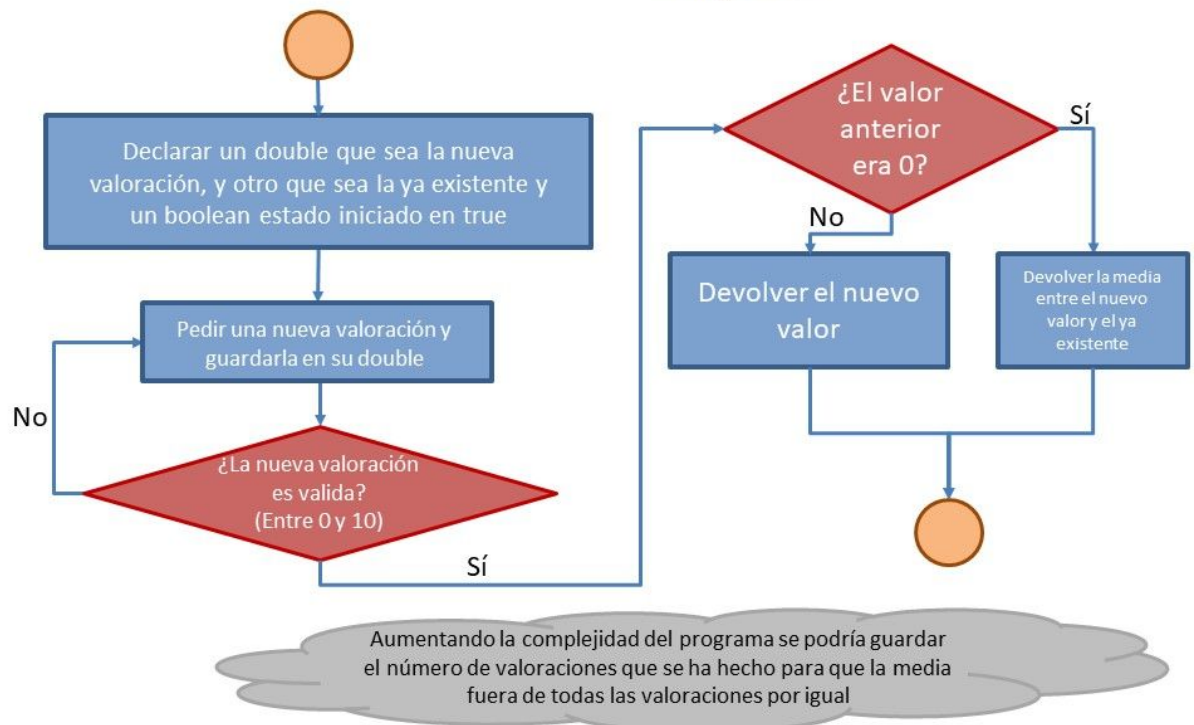 Declarar un double que sea la nueva
valoración, y otro que sea la ya existente y
un boolean estado iniciado en true
Pedir una nueva valoración y
guardarla en su double
No
¿La nueva valoración
es valida?
(Entre 0 y 10)
Sí
¿El valor
anterior
era 0?
Sí
No
Devolver el nuevo
valor
Devolver la media
entre el nuevo
valor y el ya
existente
Aumentando la complejidad del programa se podría guardar
el número de valoraciones que se ha hecho para que la media
fuera de todas las valoraciones por igual